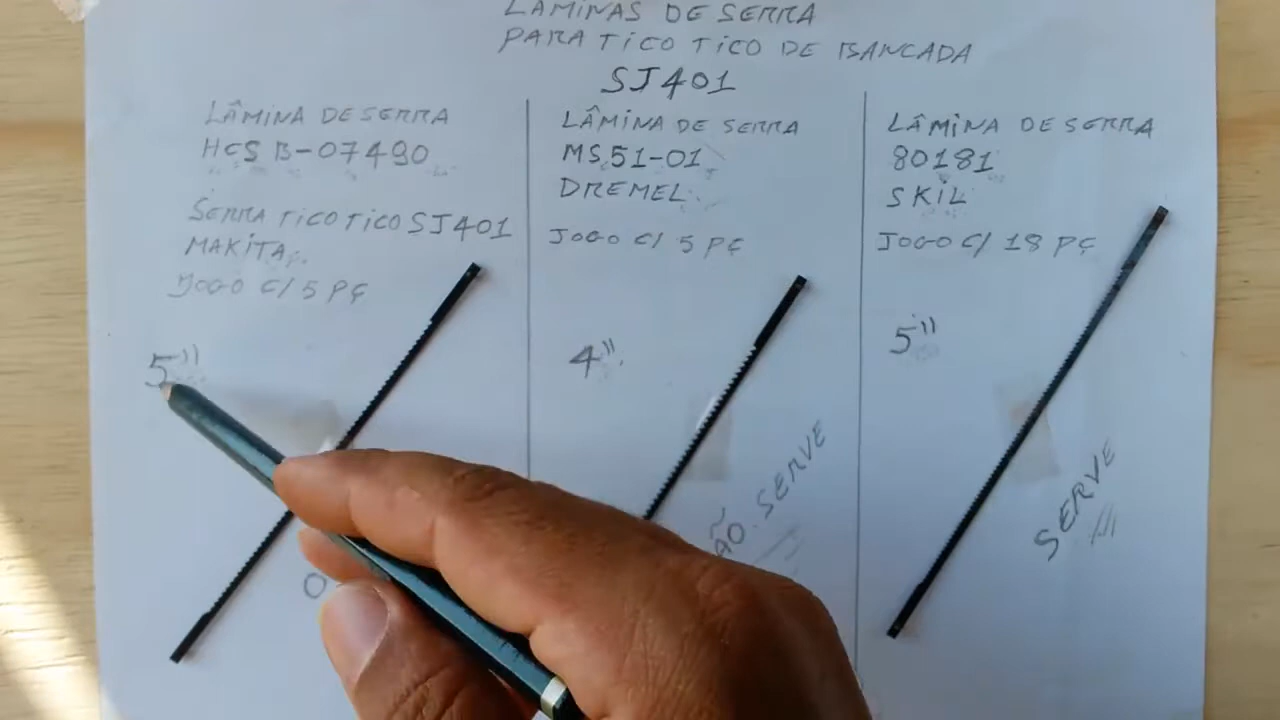 LÂMINAS DE SERRA
PARA TICO TICO DE BANCADA
SJ401
LÂMINA DE SERRA
HCS B-07490
SERRA TICO TICO SJ401
MAKITA
JOGO C/ 5 PÇ
5"
LÂMINA DE SERRA
MS 51-01
DREMEL
JOGO C/ 5 PÇ
4"
SERVE
LÂMINA DE SERRA
80181
SKIL
JOGO C/ 18 PÇ
5"
SERVE